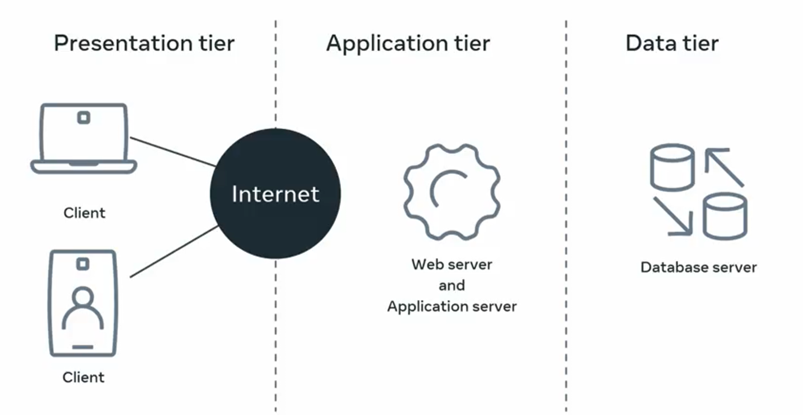 Presentation tier
Application tier
Data tier
Internet
Client
Client
Web server
and
Application server
Database server